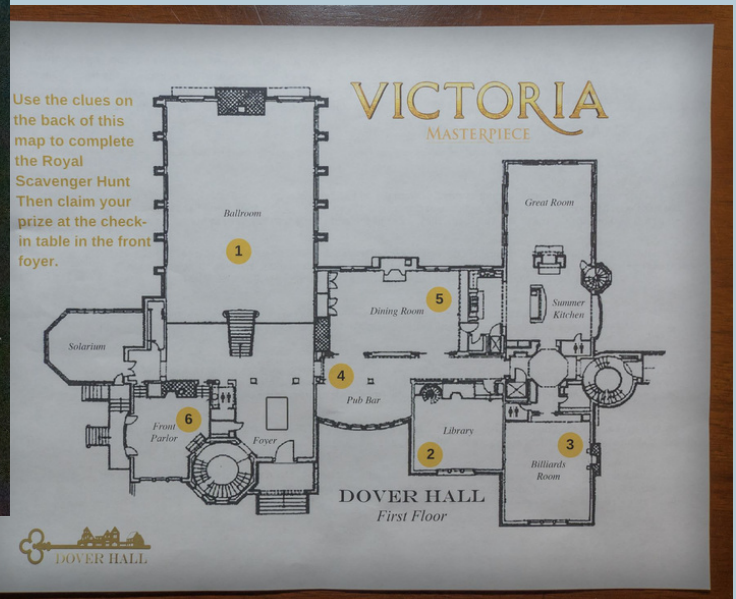 Use the clues on
the back of this
map to complete
the Royal
Scavenger Hunt
Then claim your
prize at the check-
in table in the front
foyer.
VICTORIA
MASTERPIECE
Great Room
Ballroom
1
Summer
Kitchen
5
Dining Room
Solarium
4
Pub Bar
6
Front
Parlor
Foyer
Library
2
3
Billiards
Room
DOVER HALL
First Floor
DOVER HALL